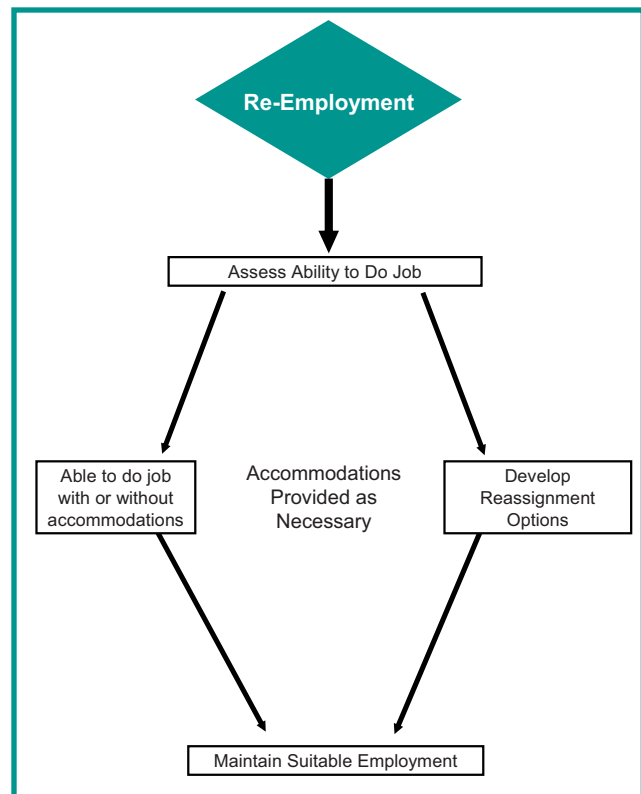 Re-Employment
Assess Ability to Do Job
Able to do job
with or without
accommodations
Accommodations
Provided as
Necessary
Develop
Reassignment
Options
Maintain Suitable Employment